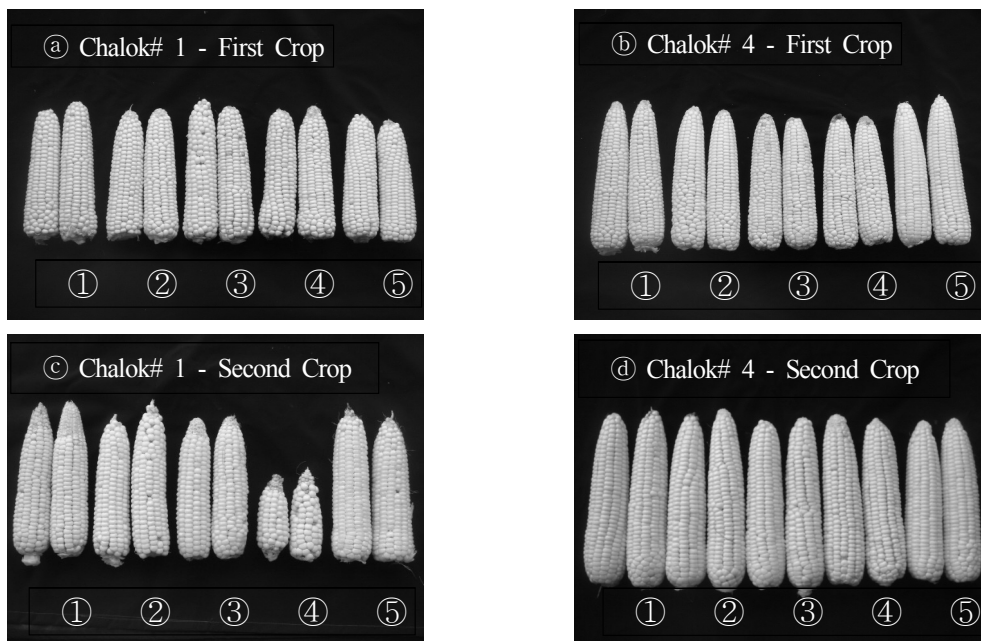 ⓐ Chalok# 1 - First Crop
① ② ③ ④ ⑤
ⓑ Chalok# 4 - First Crop
① ② ③ ④ ⑤
ⓒ Chalok# 1 - Second Crop
① ② ③ ④ ⑤
ⓓ Chalok# 4 - Second Crop
① ② ③ ④ ⑤